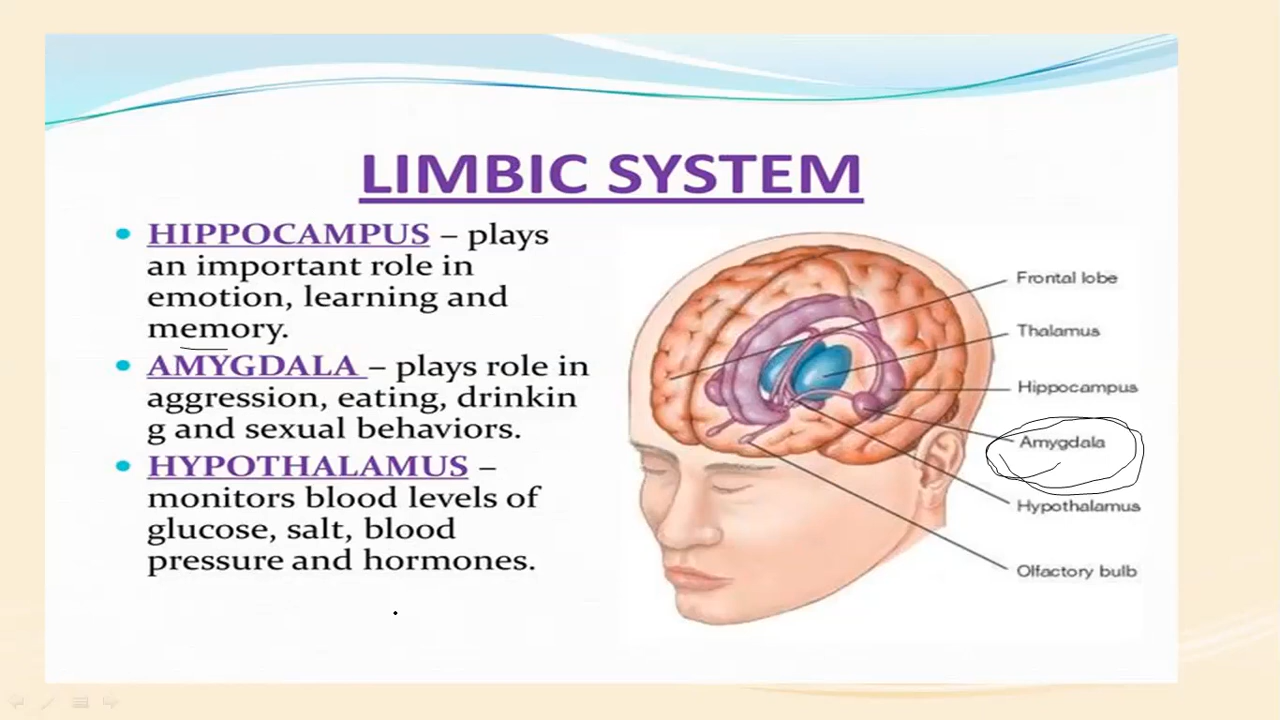 LIMBIC SYSTEM
HIPPOCAMPUS – plays
an important role in
emotion, learning and
memory.
AMYGDALA – plays role in
aggression, eating, drinkin
g and sexual behaviors.
HYPOTHALAMUS –
monitors blood levels of
glucose, salt, blood
pressure and hormones.
Frontal lobe
Thalamus
Hippocampus
Amygdala
Hypothalamus
Olfactory bulb